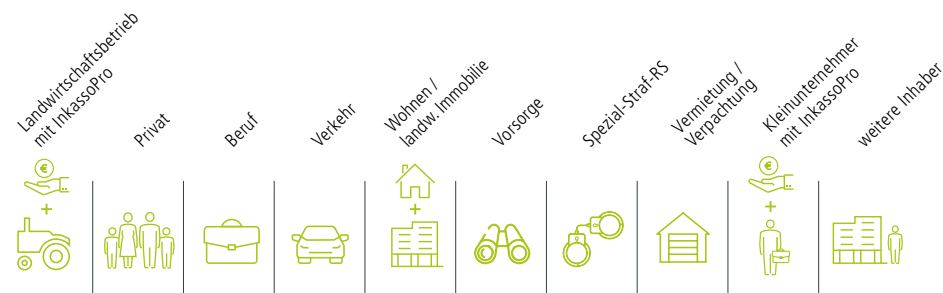 Landwirtschaftsbetrieb
mit InkassoPro
Privat
Beruf
Verkehr
Wohnen /
landw. Immobilie
Vorsorge
Spezial-Straf-RS
Vermietung /
Verpachtung
Kleinunternehmer
mit InkassoPro
weitere Inhaber
€
+
+
€
+